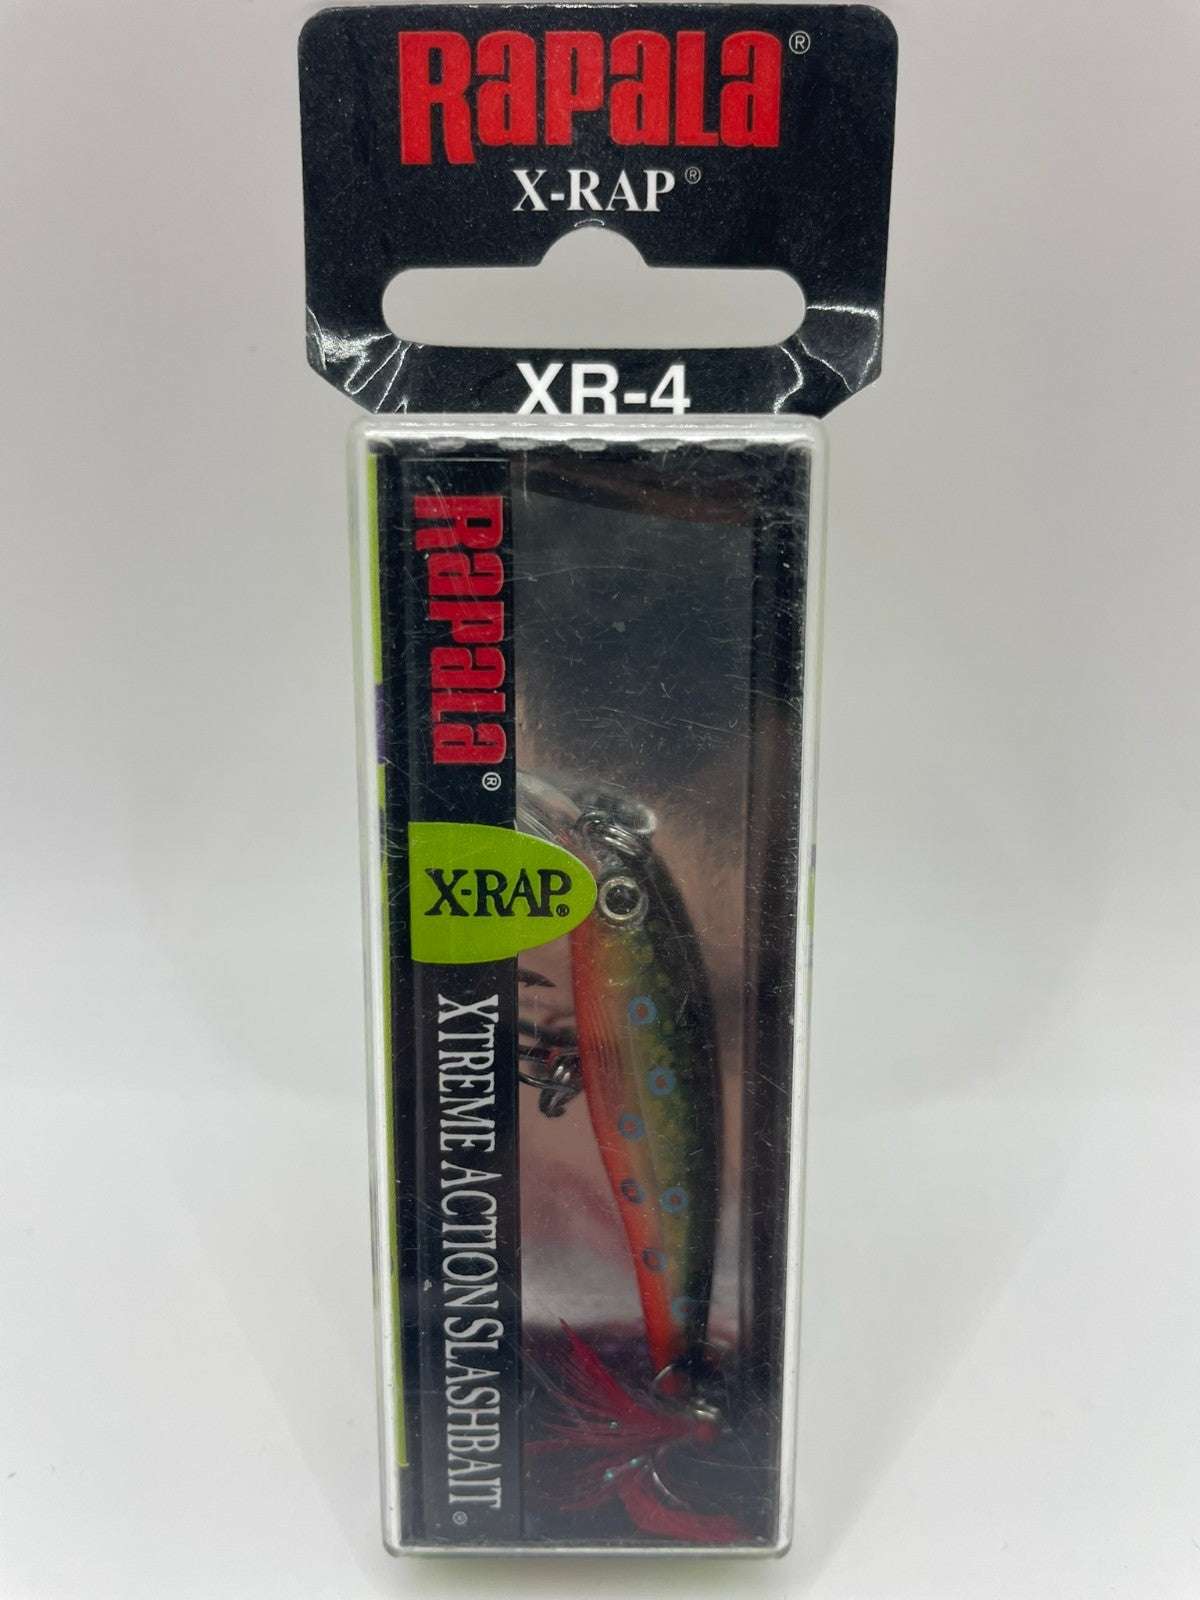 Rapala®
X-RAP®
XR-4
Rapala®
X-RAP®
XTREME ACTION SLASHBAIT®